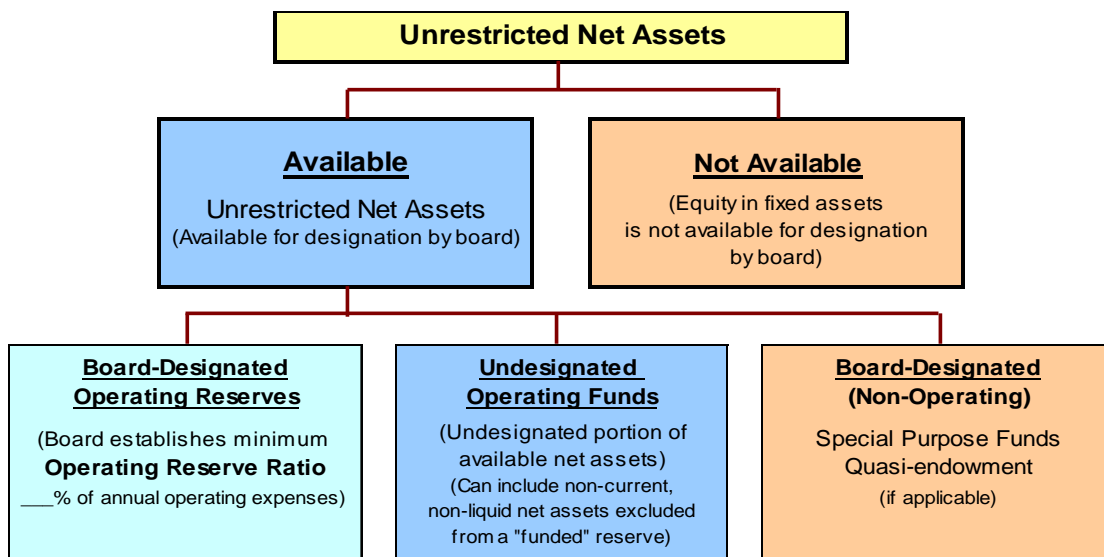 Unrestricted Net Assets
Available
Unrestricted Net Assets
(Available for designation by board)
Not Available
(Equity in fixed assets
is not available for designation
by board)
Board-Designated
Operating Reserves
(Board establishes minimum
Operating Reserve Ratio
___% of annual operating expenses)
Undesignated
Operating Funds
(Undesignated portion of
available net assets)
(Can include non-current,
non-liquid net assets excluded
from a "funded" reserve)
Board-Designated
(Non-Operating)
Special Purpose Funds
Quasi-endowment
(if applicable)